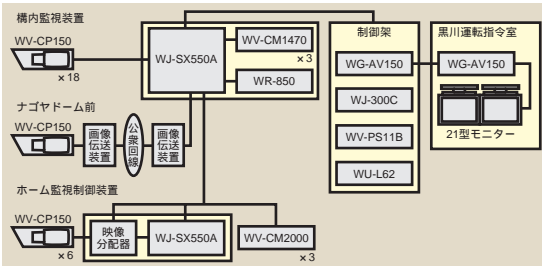 構内監視装置
WV-CP150
×18
WJ-SX550A
WV-CM1470
×3
WR-850
制御架
WG-AV150
WJ-300C
WV-PS11B
WU-L62
黒川運転指令室
WG-AV150
21型モニター
ナゴヤドーム前
WV-CP150
画像
伝送
装置
公衆回線
画像
伝送
装置
ホーム監視制御装置
WV-CP150
×6
映像
分配器
WJ-SX550A
WV-CM2000
×3